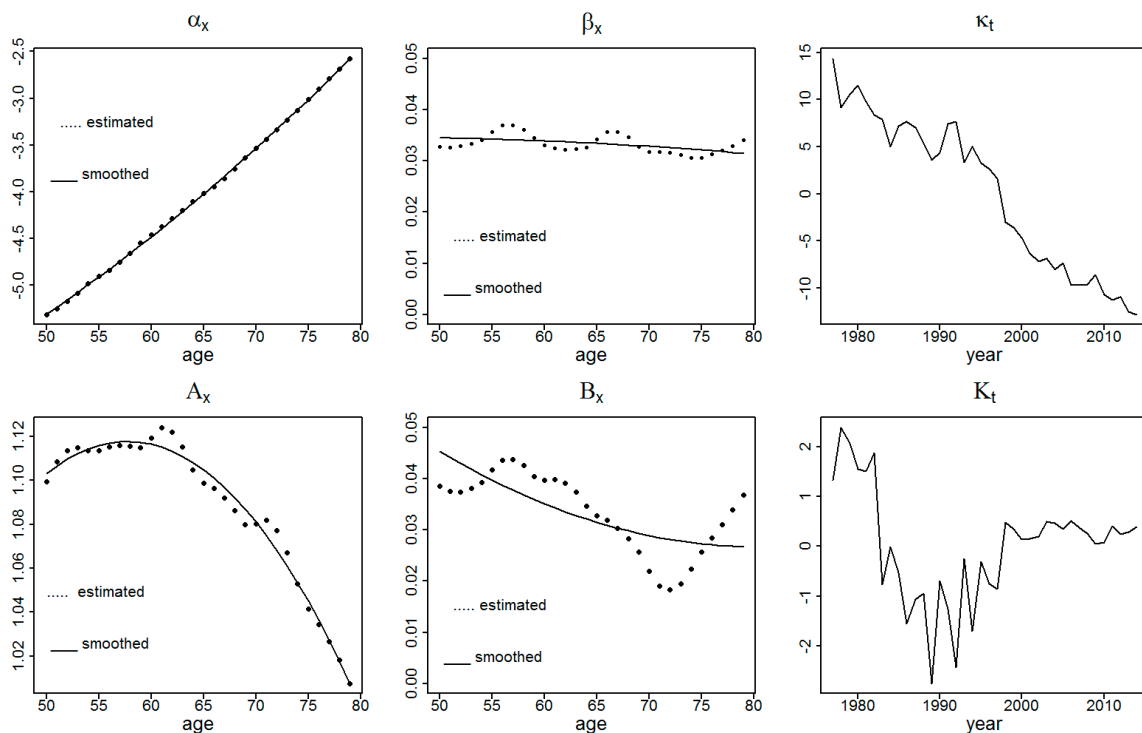 αx βx κt
-2.5
-3.0
-3.5
-4.0
-4.5
-5.0
..... estimated
___ smoothed
50 55 60 65 70 75 80
age
0.05
0.04
0.03
0.02
0.01
0.00
..... estimated
___ smoothed
50 55 60 65 70 75 80
age
15
10
5
0
-5
-10
1980 1990 2000 2010
year
Ax Bx Kt
1.12
1.10
1.08
1.06
1.04
1.02
..... estimated
___ smoothed
50 55 60 65 70 75 80
age
0.05
0.04
0.03
0.02
0.01
0.00
..... estimated
___ smoothed
50 55 60 65 70 75 80
age
2
1
0
-1
-2
1980 1990 2000 2010
year